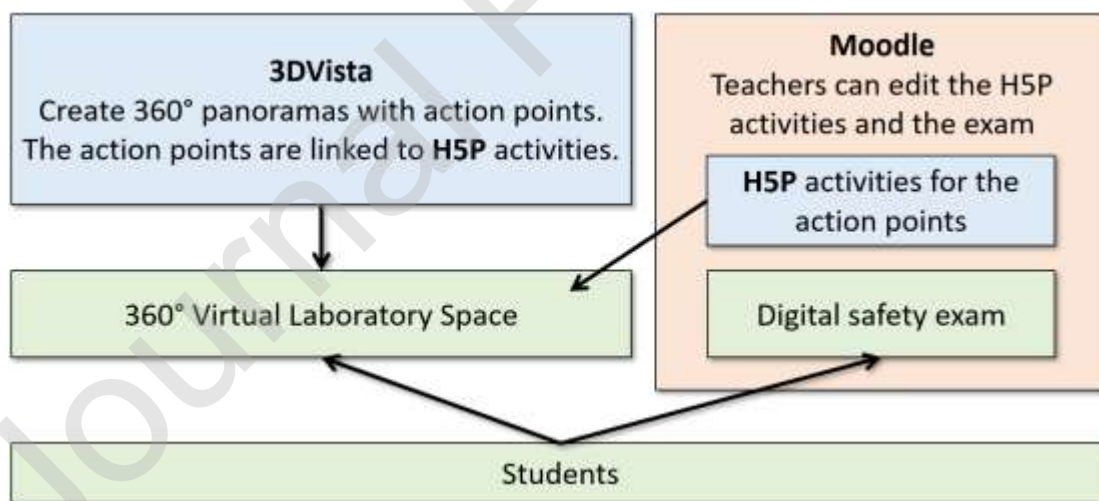 3DVista
Create 360° panoramas with action points.
The action points are linked to H5P activities.
Moodle
Teachers can edit the H5P
activities and the exam
H5P activities for the
action points
360° Virtual Laboratory Space
Digital safety exam
Students
Journal P